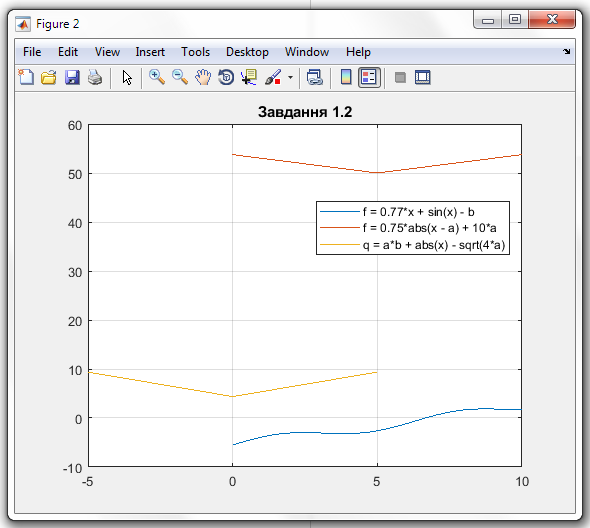 Figure 2
File Edit View Insert Tools Desktop Window Help
Завдання 1.2
60
50
40
30
20
10
0
-10
-5 0 5 10
f = 0.77*x + sin(x) - b
f = 0.75*abs(x - a) + 10*a
q = a*b + abs(x) - sqrt(4*a)